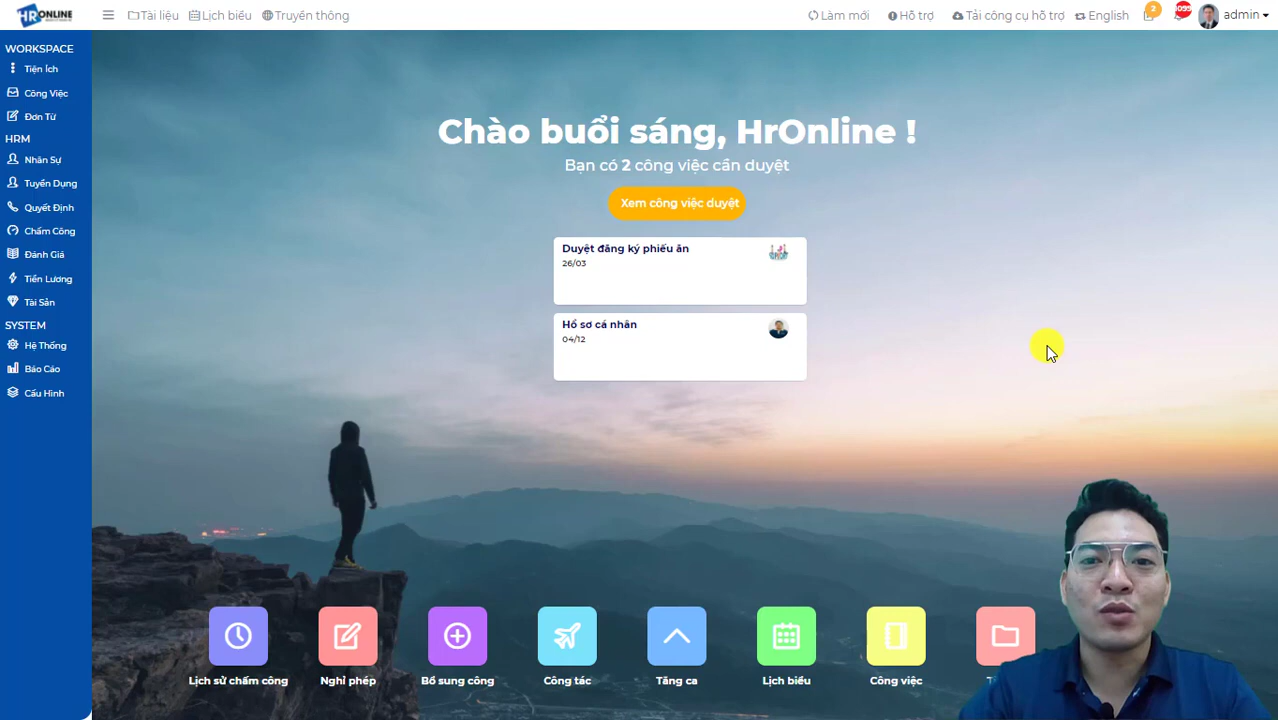 HRONLINE
Tài liệu
Lịch biểu
Truyền thông
Làm mới
Hỗ trợ
Tải công cụ hỗ trợ
English
2
1095
admin
WORKSPACE
Tiện Ích
Công Việc
Đơn Từ
HRM
Nhân Sự
Tuyển Dụng
Quyết Định
Chấm Công
Đánh Giá
Tiền Lương
Tài Sản
SYSTEM
Hệ Thống
Báo Cáo
Cấu Hình
Chào buổi sáng, HrOnline !
Bạn có 2 công việc cần duyệt
Xem công việc duyệt
Duyệt đăng ký phiếu ăn
26/03
Hồ sơ cá nhân
04/12
Lịch sử chấm công
Nghỉ phép
Bổ sung công
Công tác
Tăng ca
Lịch biểu
Công việc